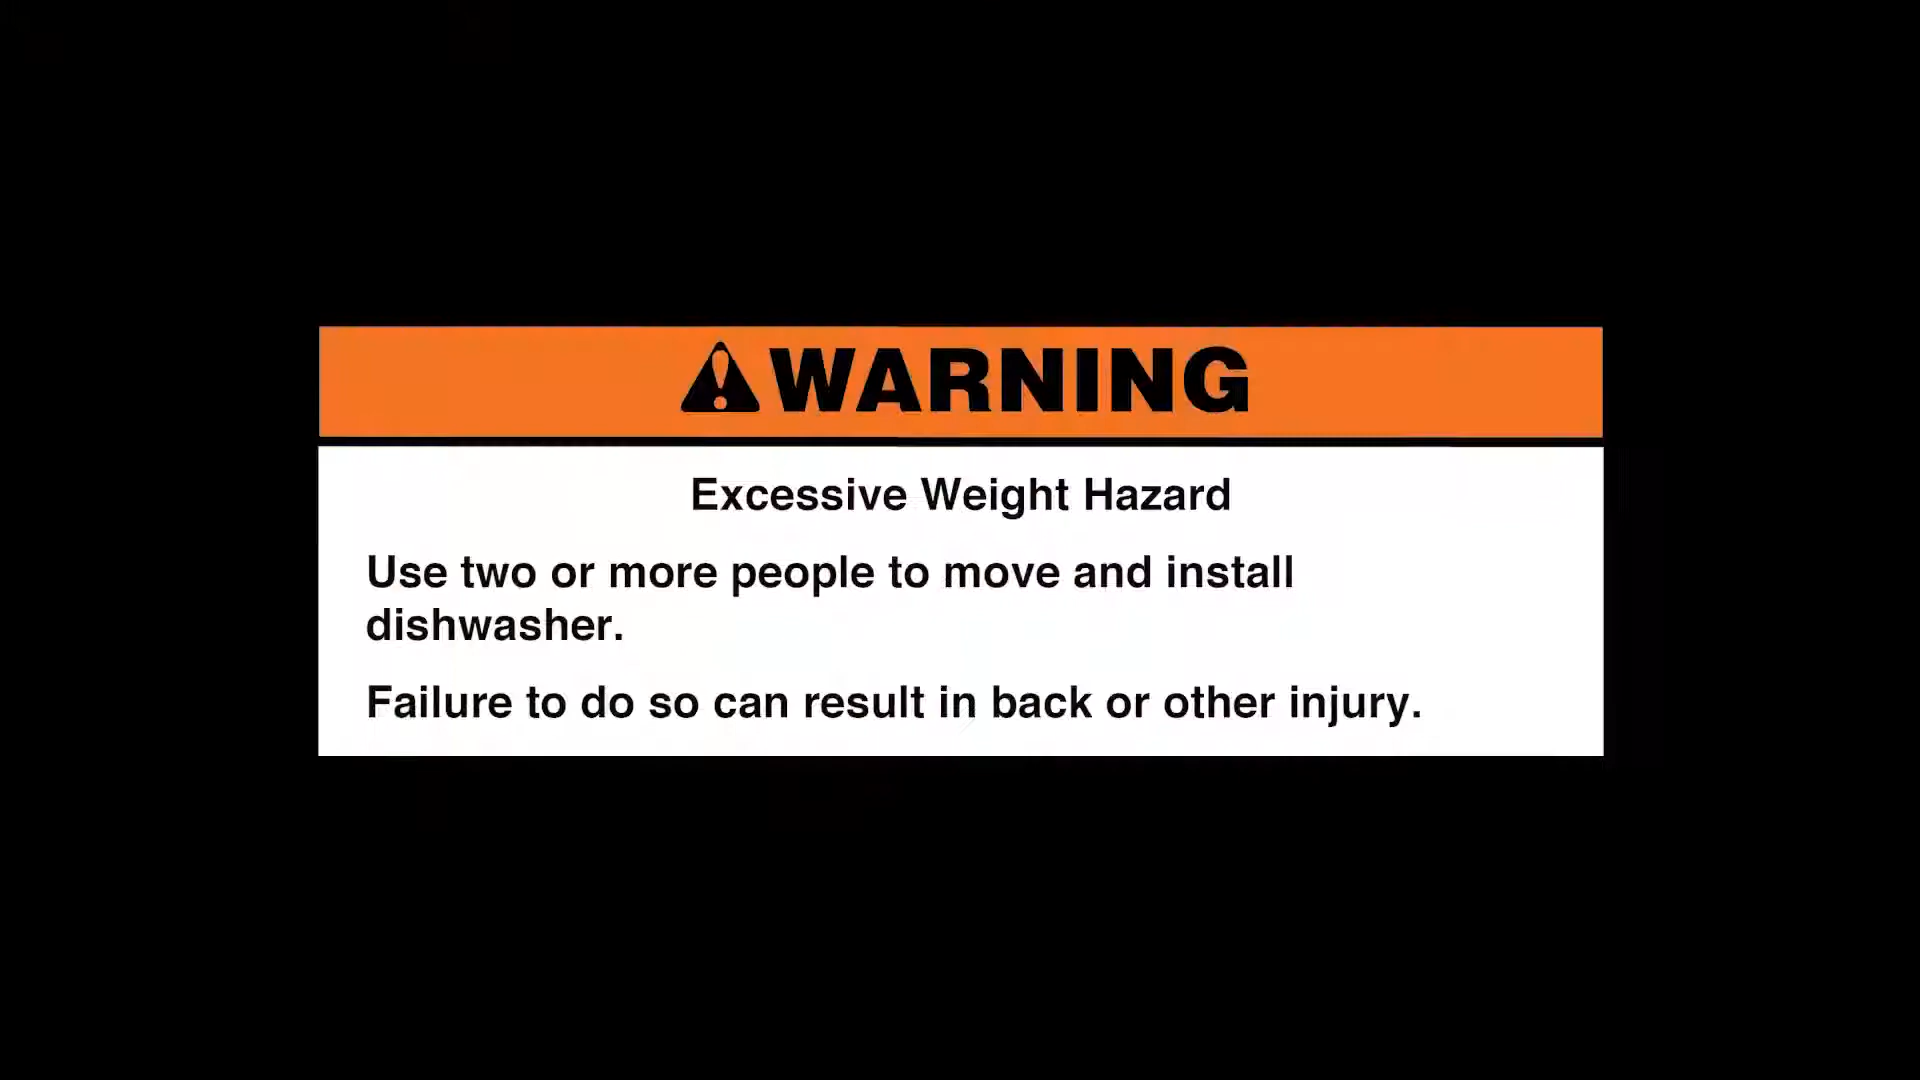 WARNING
Excessive Weight Hazard
Use two or more people to move and install
dishwasher.
Failure to do so can result in back or other injury.